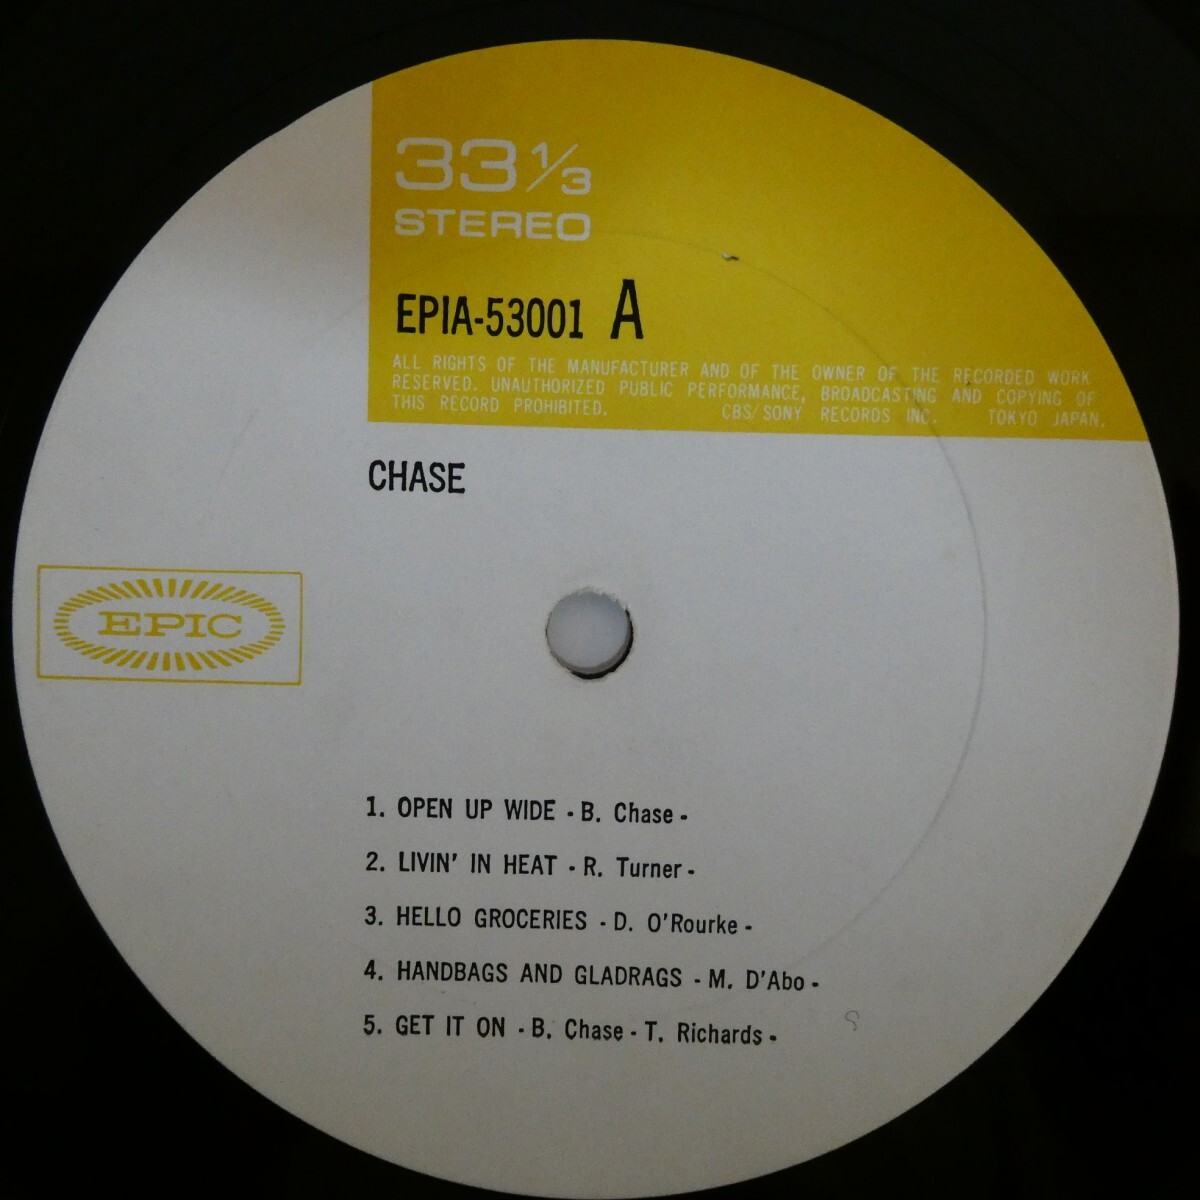 33 1/3
STEREO
EPIA-53001 A
ALL RIGHTS OF THE MANUFACTURER AND OF THE OWNER OF THE RECORDED WORK
RESERVED. UNAUTHORIZED PUBLIC PERFORMANCE, BROADCASTING AND COPYING OF
THIS RECORD PROHIBITED. CBS/SONY RECORDS INC. TOKYO JAPAN.
CHASE
EPIC
1. OPEN UP WIDE - B. Chase -
2. LIVIN' IN HEAT - R. Turner -
3. HELLO GROCERIES - D. O'Rourke -
4. HANDBAGS AND GLADRAGS - M. D'Abo -
5. GET IT ON - B. Chase - T. Richards -